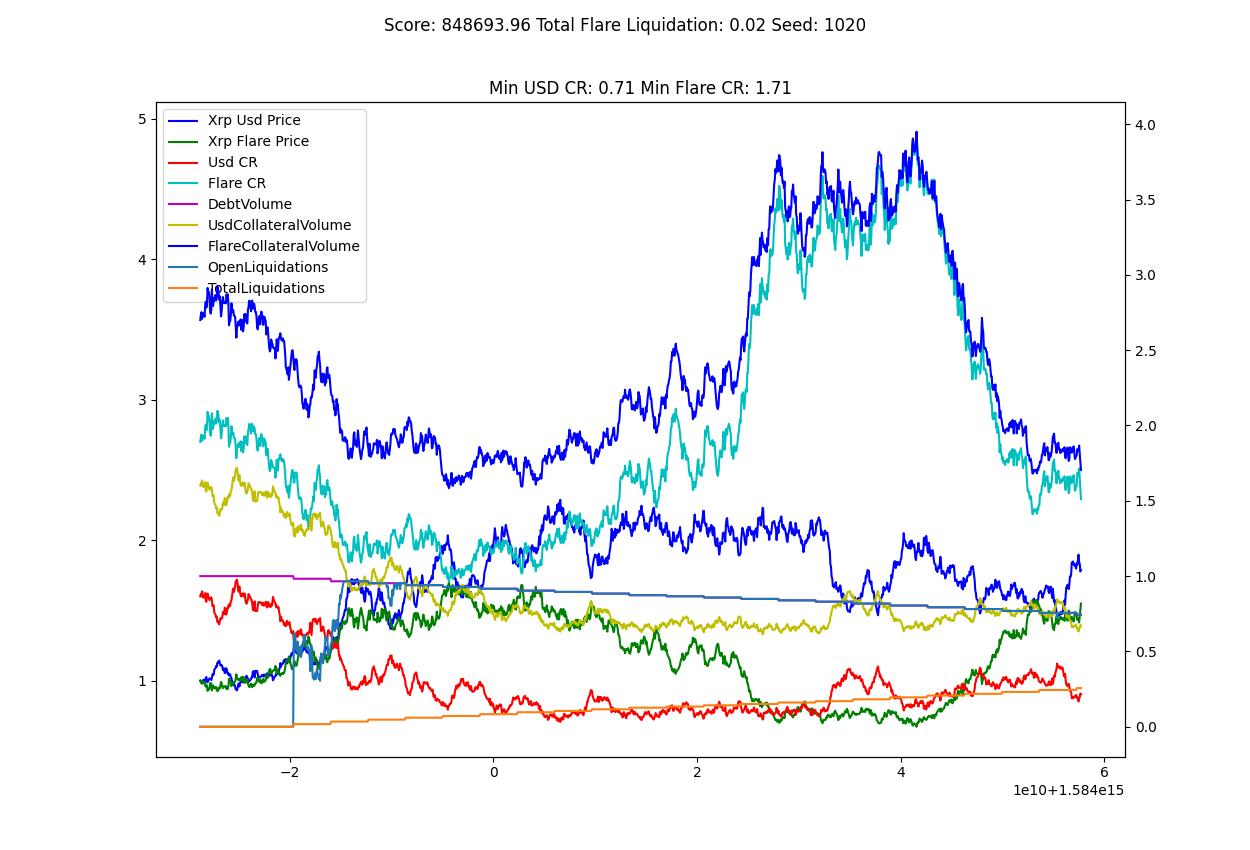 Score: 848693.96 Total Flare Liquidation: 0.02 Seed: 1020
Min USD CR: 0.71 Min Flare CR: 1.71
Xrp Usd Price
Xrp Flare Price
Usd CR
Flare CR
DebtVolume
UsdCollateralVolume
FlareCollateralVolume
OpenLiquidations
TotalLiquidations
5
4
3
2
1
4.0
3.5
3.0
2.5
2.0
1.5
1.0
0.5
0.0
−2 0 2 4 6
1e10+1.584e15